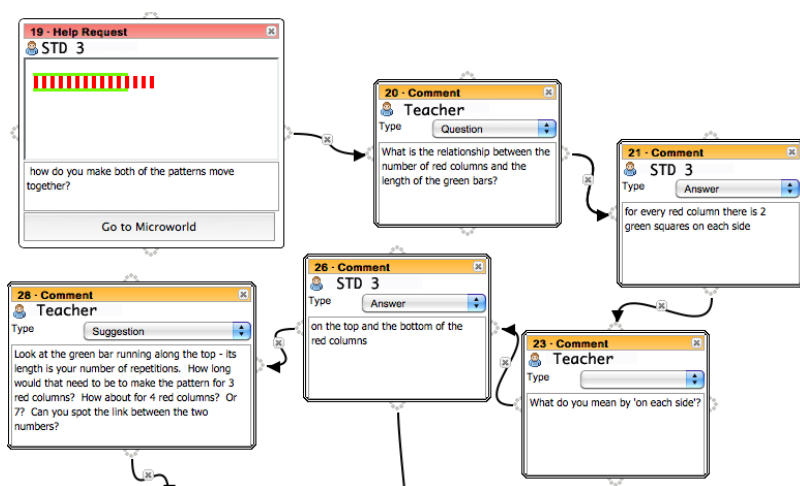 19 - Help Request
STD 3
how do you make both of the patterns move
together?
Go to Microworld
20 - Comment
Teacher
Type
Question
What is the relationship between the
number of red columns and the
length of the green bars?
21 - Comment
STD 3
Type
Answer
for every red column there is 2
green squares on each side
23 - Comment
Teacher
Type
What do you mean by 'on each side'?
26 - Comment
STD 3
Type
Answer
on the top and the bottom of the
red columns
28 - Comment
Teacher
Type
Suggestion
Look at the green bar running along the top - its
length is your number of repetitions. How long
would that need to be to make the pattern for 3
red columns? How about for 4 red columns? Or
7? Can you spot the link between the two
numbers?